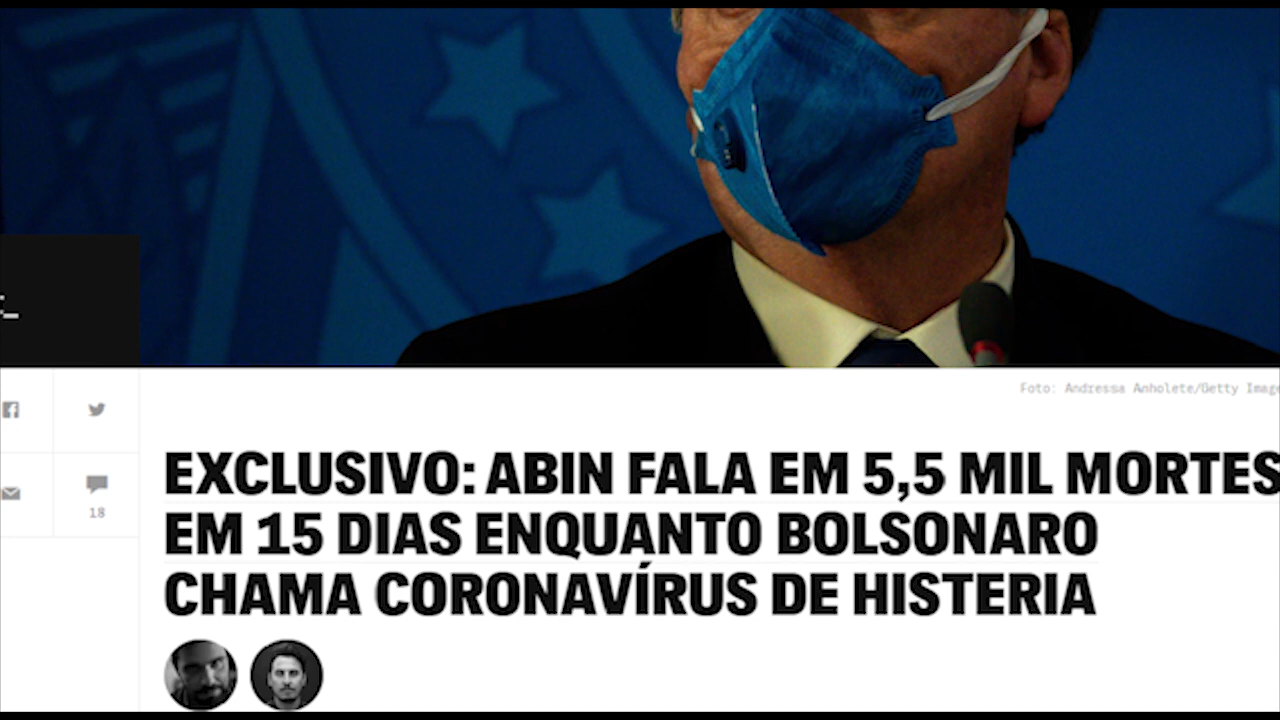 Foto: Andressa Anholete/Getty Image
18
EXCLUSIVO: ABIN FALA EM 5,5 MIL MORTES
EM 15 DIAS ENQUANTO BOLSONARO
CHAMA CORONAVÍRUS DE HISTERIA